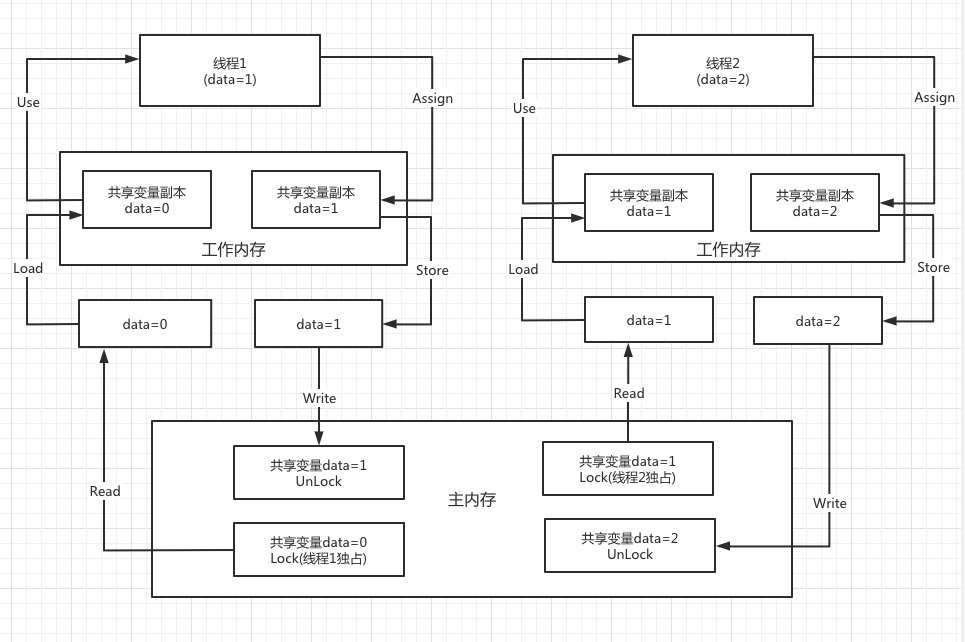 线程1
(data=1)
线程2
(data=2)
Use
Assign
Use
Assign
共享变量副本
data=0
共享变量副本
data=1
工作内存
共享变量副本
data=1
共享变量副本
data=2
工作内存
Load
Store
Load
Store
data=0
data=1
data=1
data=2
Write
Read
共享变量data=1
UnLock
共享变量data=1
Lock(线程2独占)
Read
主内存
Write
共享变量data=0
Lock(线程1独占)
共享变量data=2
UnLock